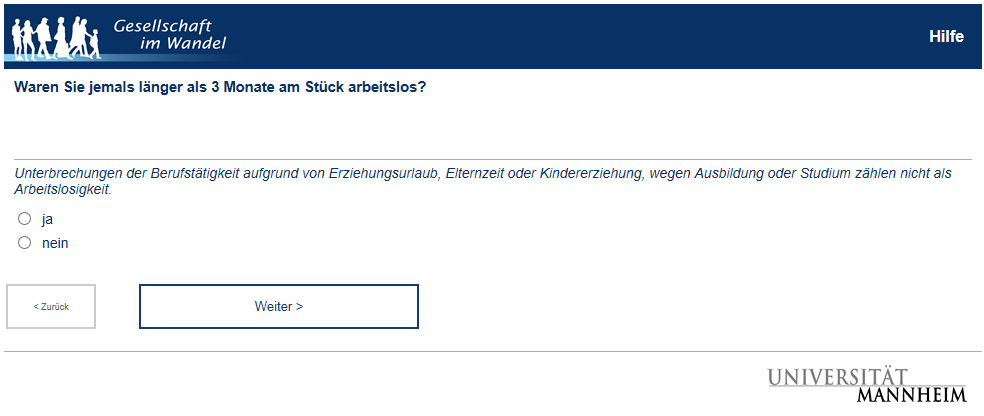 Gesellschaft
im Wandel
Hilfe
Waren Sie jemals länger als 3 Monate am Stück arbeitslos?
Unterbrechungen der Berufstätigkeit aufgrund von Erziehungsurlaub, Elternzeit oder Kindererziehung, wegen Ausbildung oder Studium zählen nicht als
Arbeitslosigkeit.
ja
nein
< Zurück
Weiter >
UNIVERSITÄT
MANNHEIM